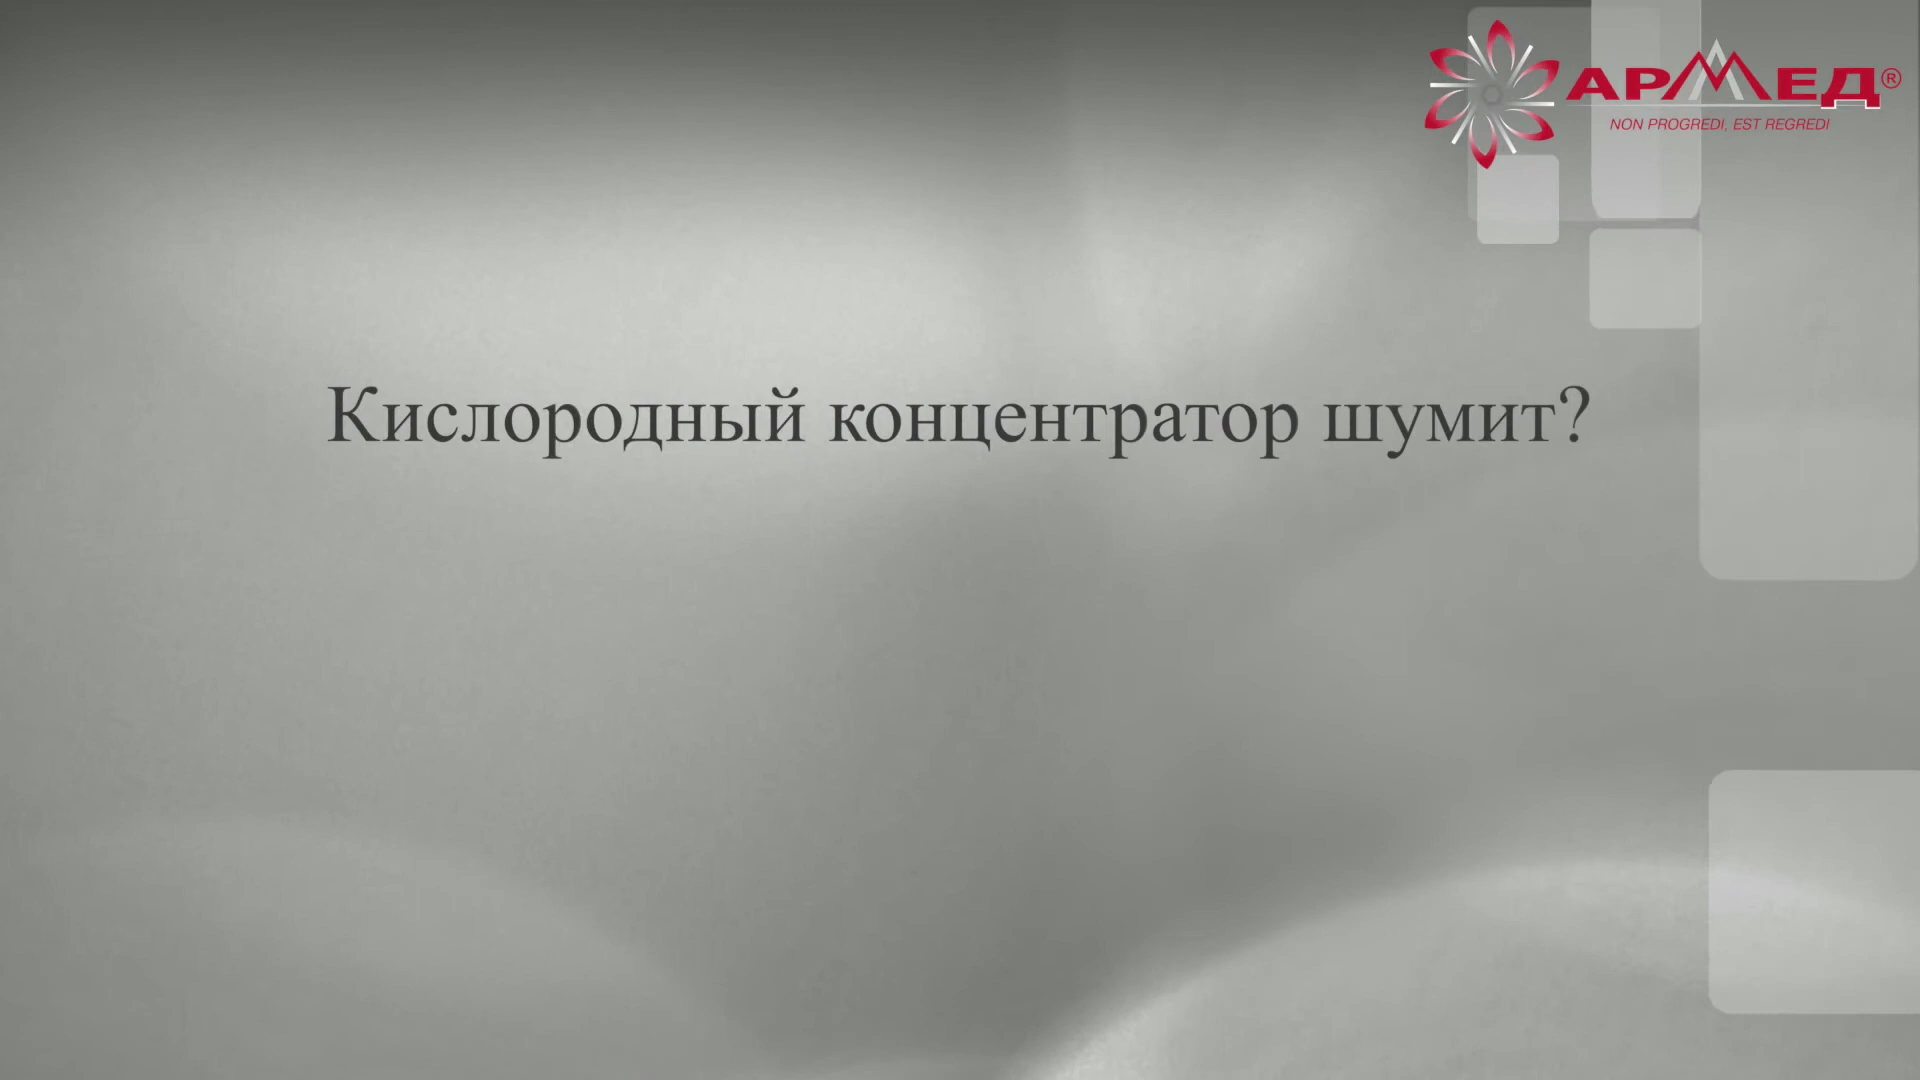 АРМЕД®
NON PROGREDI, EST REGREDI
Кислородный концентратор шумит?